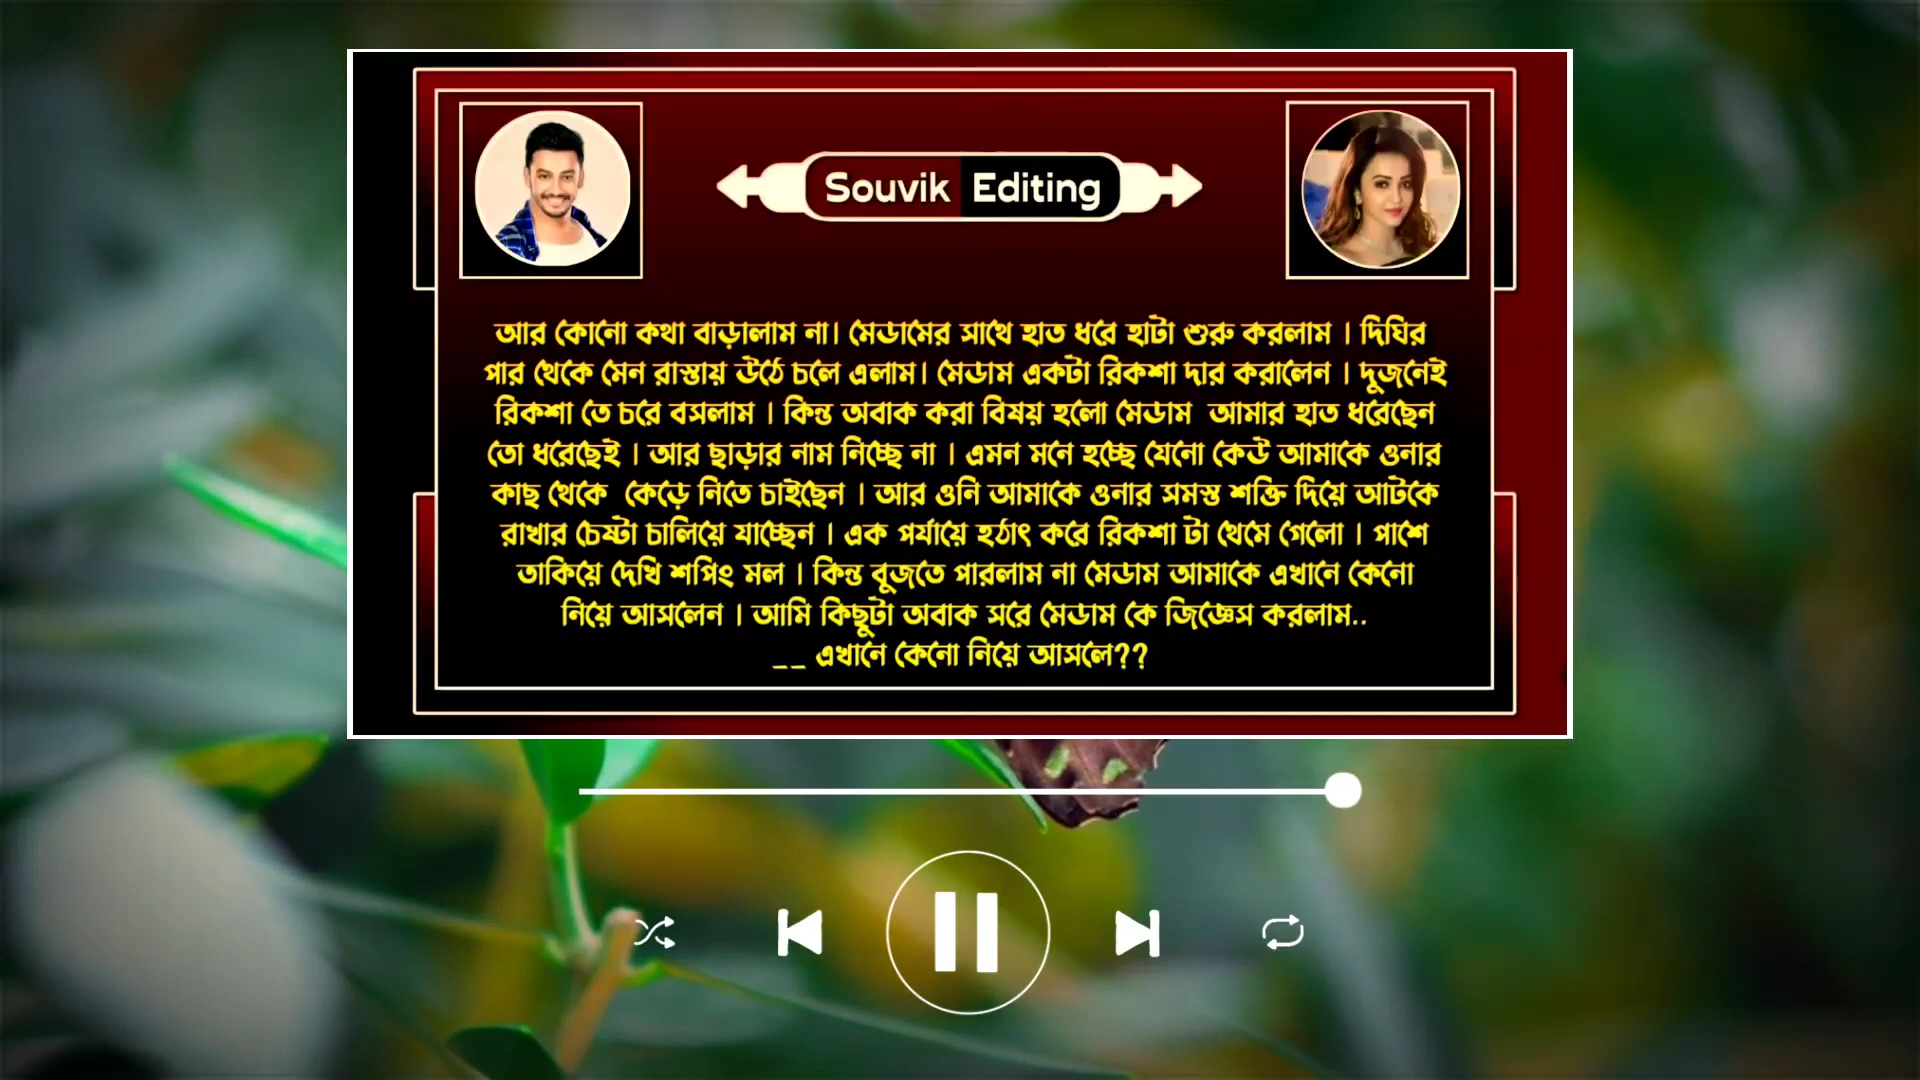 Souvik Editing
আর কোনো কথা বাড়ালাম না। মেডামের সাথে হাত ধরে হাটা শুরু করলাম । দিঘির
পার থেকে মেন রাস্তায় উঠে চলে এলাম। মেডাম একটা রিকশা দার করালেন । দুজনেই
রিকশা তে চরে বসলাম । কিন্ত অবাক করা বিষয় হলো মেডাম আমার হাত ধরেছেন
তো ধরেছেই । আর ছাড়ার নাম নিচ্ছে না । এমন মনে হচ্ছে যেনো কেউ আমাকে ওনার
কাছ থেকে কেড়ে নিতে চাইছেন । আর ওনি আমাকে ওনার সমস্ত শক্তি দিয়ে আটকে
রাখার চেষ্টা চালিয়ে যাচ্ছেন । এক পর্যায়ে হঠাৎ করে রিকশা টা থেমে গেলো । পাশে
তাকিয়ে দেখি শপিং মল । কিন্ত বুজতে পারলাম না মেডাম আমাকে এখানে কেনো
নিয়ে আসলেন । আমি কিছুটা অবাক সরে মেডাম কে জিজ্ঞেস করলাম..
__ এখানে কেনো নিয়ে আসলে??